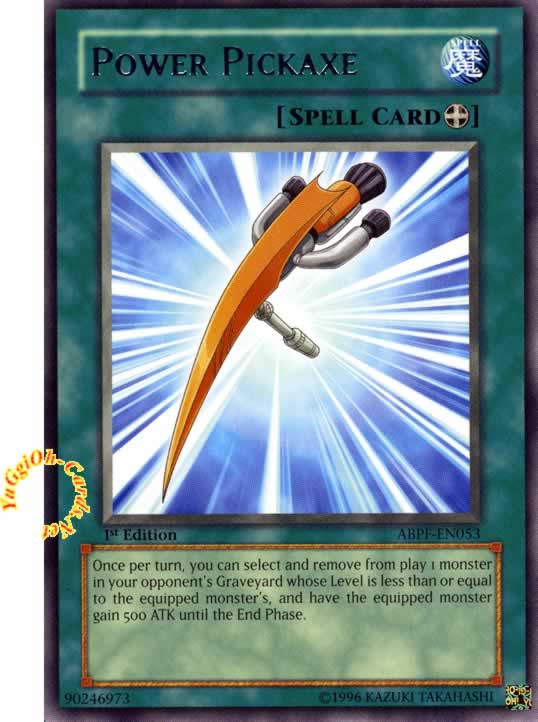 POWER PICKAXE
SPELL
魔
[SPELL CARD]
YuGgiOh-Cards.Net
1st Edition
ABPF-EN053
Once per turn, you can select and remove from play 1 monster
in your opponent's Graveyard whose Level is less than or equal
to the equipped monster's, and have the equipped monster
gain 500 ATK until the End Phase.
90246973
©1996 KAZUKI TAKAHASHI